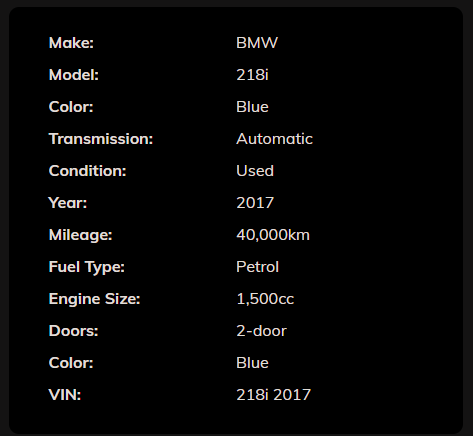 Make: BMW
Model: 218i
Color: Blue
Transmission: Automatic
Condition: Used
Year: 2017
Mileage: 40,000km
Fuel Type: Petrol
Engine Size: 1,500cc
Doors: 2-door
Color: Blue
VIN: 218i 2017